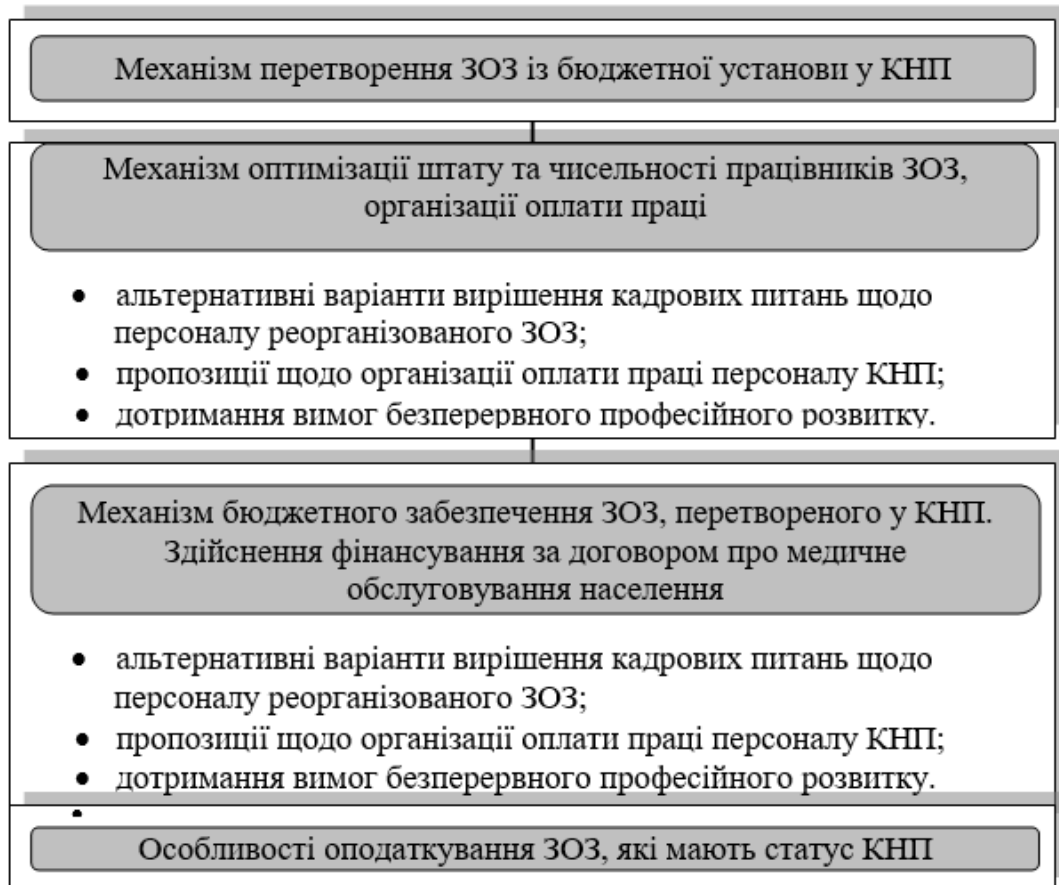 Механізм перетворення ЗОЗ із бюджетної установи у КНП
Механізм оптимізації штату та чисельності працівників ЗОЗ,
організації оплати праці
• альтернативні варіанти вирішення кадрових питань щодо
персоналу реорганізованого ЗОЗ;
• пропозиції щодо організації оплати праці персоналу КНП;
• дотримання вимог безперервного професійного розвитку.
Механізм бюджетного забезпечення ЗОЗ, перетвореного у КНП.
Здійснення фінансування за договором про медичне
обслуговування населення
• альтернативні варіанти вирішення кадрових питань щодо
персоналу реорганізованого ЗОЗ;
• пропозиції щодо організації оплати праці персоналу КНП;
• дотримання вимог безперервного професійного розвитку.
•
Особливості оподаткування ЗОЗ, які мають статус КНП